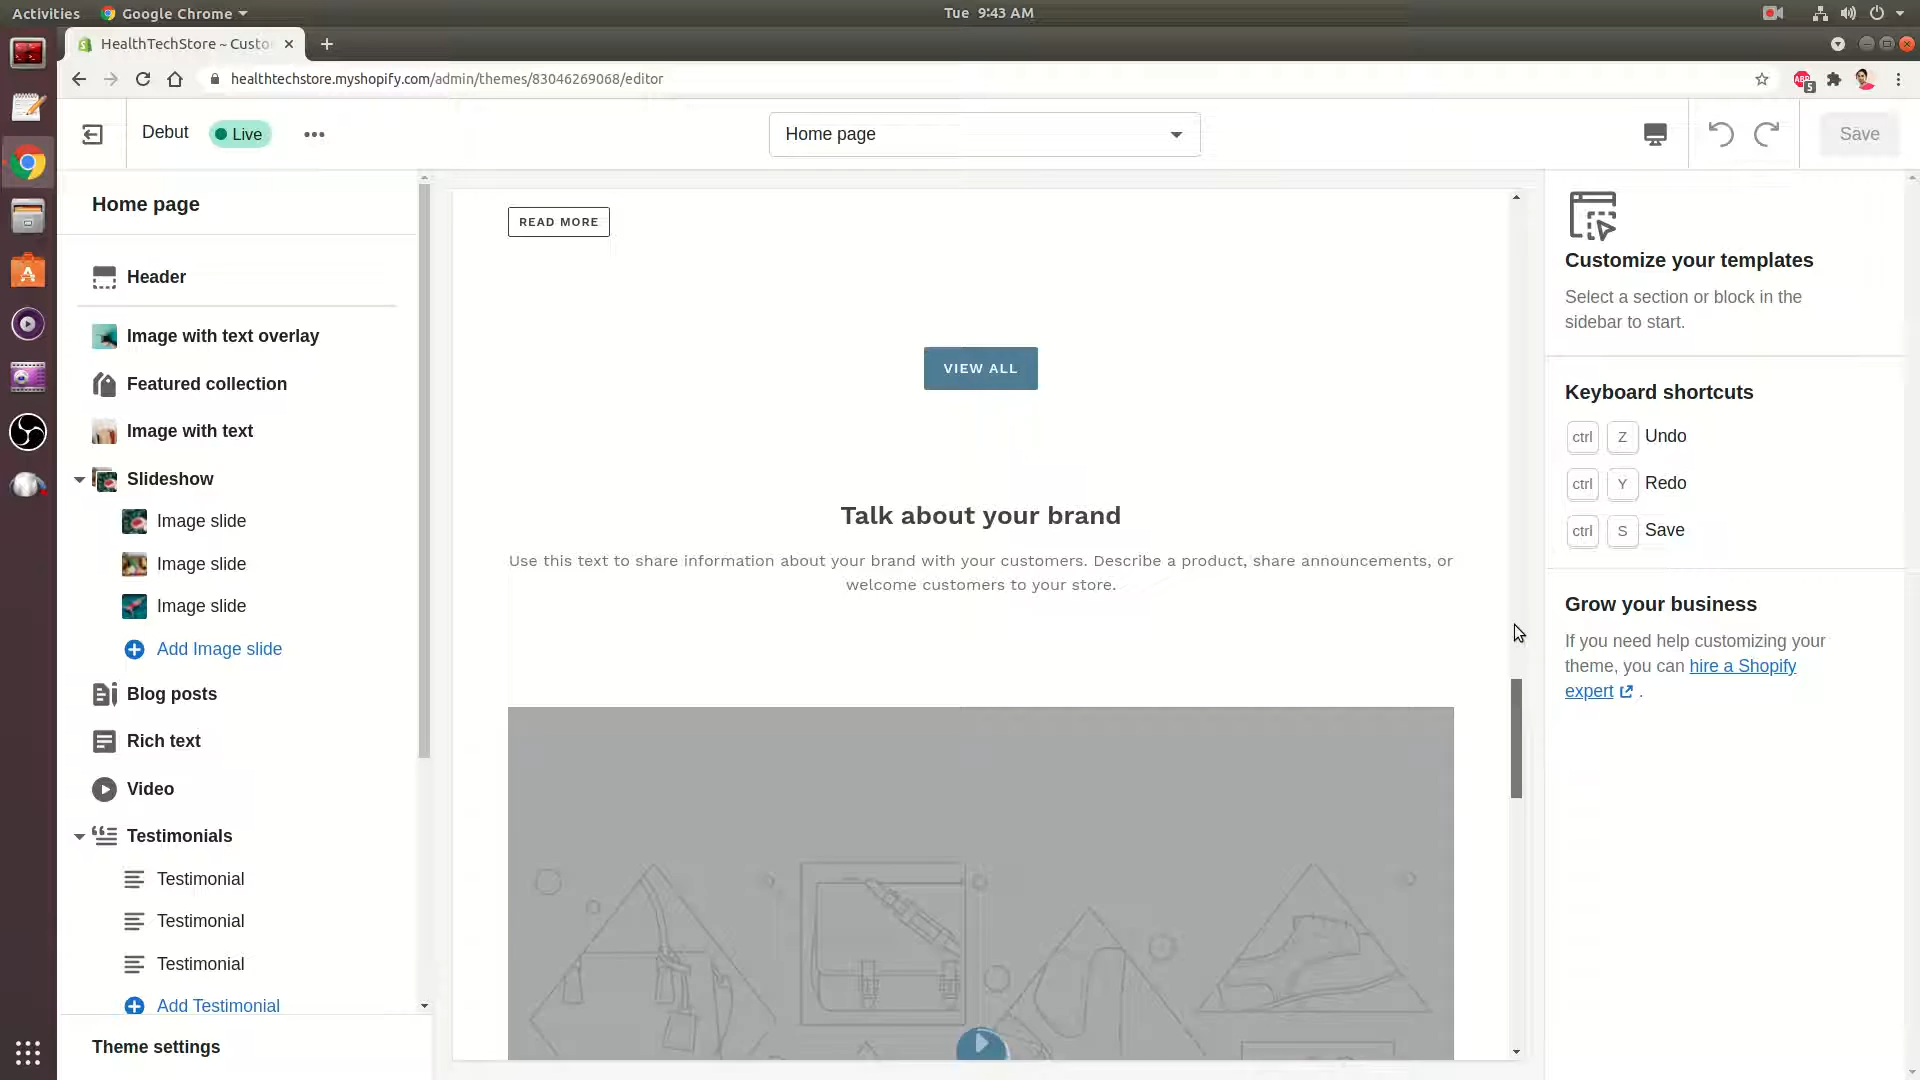 Activities
Google Chrome
Tue 9:43 AM
HealthTechStore ~ Custo
healthtechstore.myshopify.com/admin/themes/83046269068/editor
ABP
5
Debut
Live
Home page
Save
Home page
Header
Image with text overlay
Featured collection
Image with text
Slideshow
Image slide
Image slide
Image slide
Add Image slide
Blog posts
Rich text
Video
Testimonials
Testimonial
Testimonial
Testimonial
Add Testimonial
Theme settings
READ MORE
VIEW ALL
Talk about your brand
Use this text to share information about your brand with your customers. Describe a product, share announcements, or
welcome customers to your store.
Customize your templates
Select a section or block in the
sidebar to start.
Keyboard shortcuts
ctrl Z Undo
ctrl Y Redo
ctrl S Save
Grow your business
If you need help customizing your
theme, you can hire a Shopify
expert .